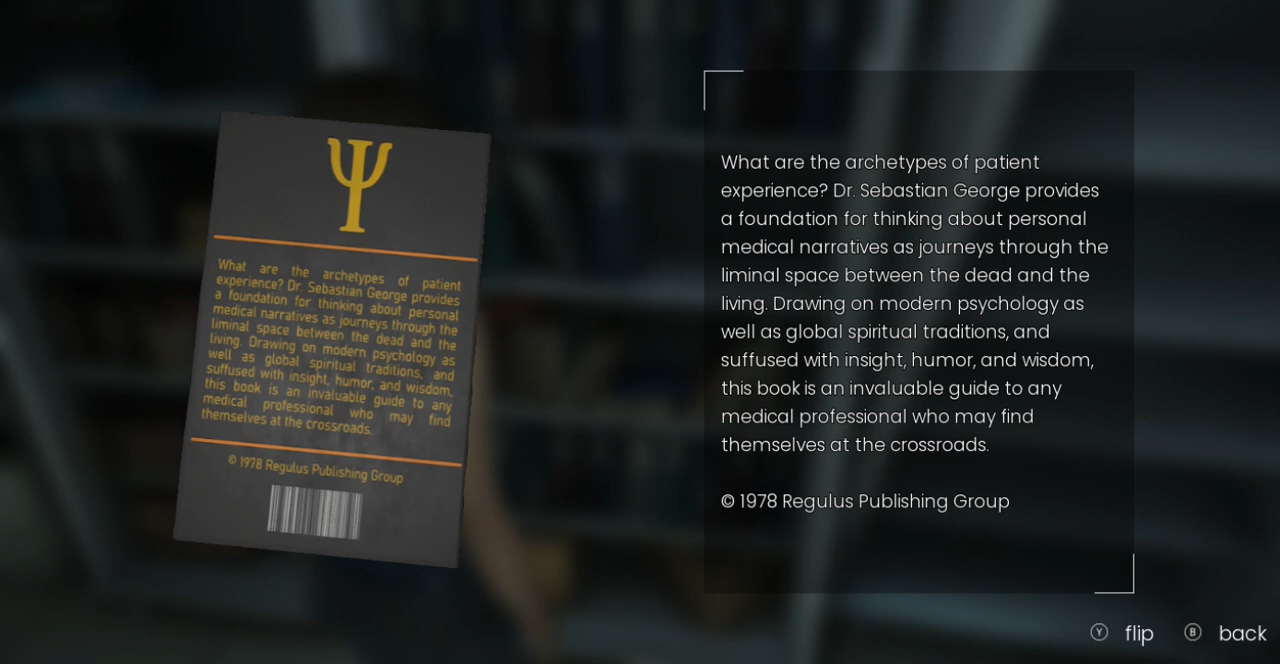 Ψ
What are the archetypes of patient
experience? Dr. Sebastian George provides
a foundation for thinking about personal
medical narratives as journeys through the
liminal space between the dead and the
living. Drawing on modern psychology as
well as global spiritual traditions, and
suffused with insight, humor, and wisdom,
this book is an invaluable guide to any
medical professional who may find
themselves at the crossroads.
© 1978 Regulus Publishing Group
What are the archetypes of patient
experience? Dr. Sebastian George provides
a foundation for thinking about personal
medical narratives as journeys through the
liminal space between the dead and the
living. Drawing on modern psychology as
well as global spiritual traditions, and
suffused with insight, humor, and wisdom,
this book is an invaluable guide to any
medical professional who may find
themselves at the crossroads.
© 1978 Regulus Publishing Group
Y flip B back